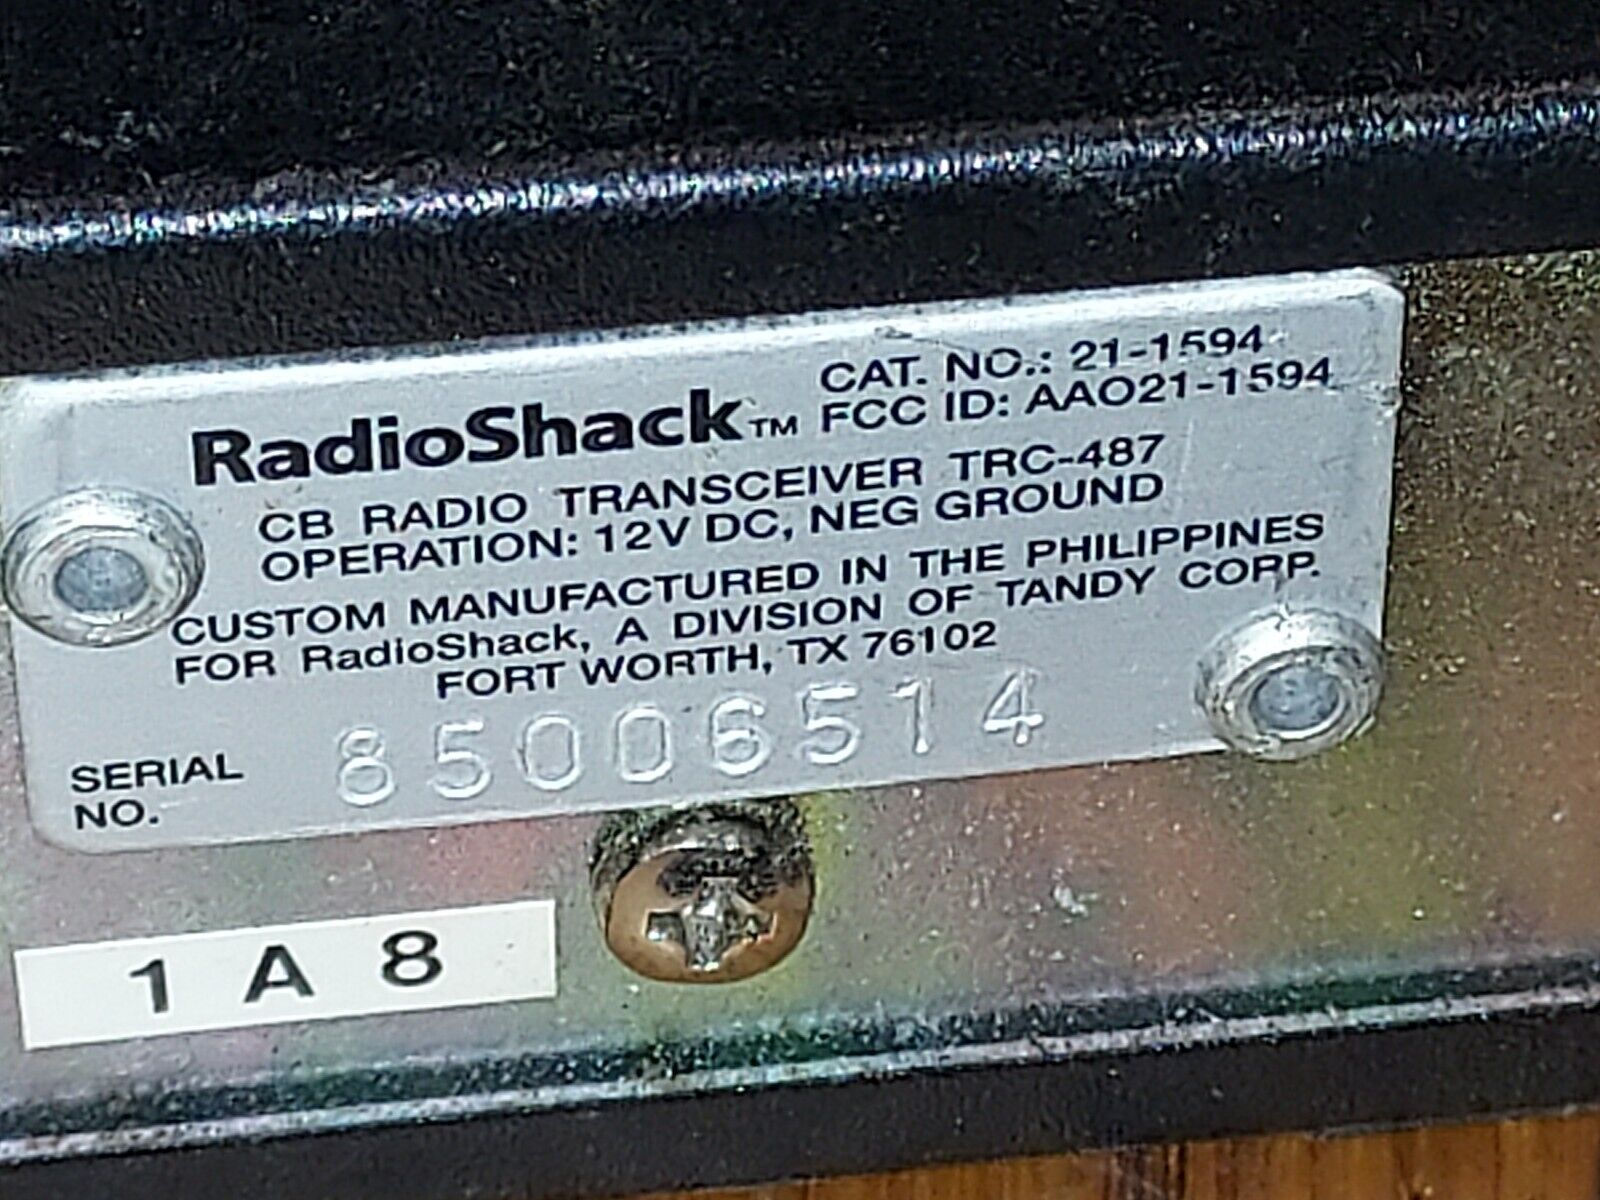 RadioShack™ CAT. NO.: 21-1594
FCC ID: AAO21-1594
CB RADIO TRANSCEIVER TRC-487
OPERATION: 12V DC, NEG GROUND
CUSTOM MANUFACTURED IN THE PHILIPPINES
FOR RadioShack, A DIVISION OF TANDY CORP.
FORT WORTH, TX 76102
SERIAL NO. 85006514
1 A 8